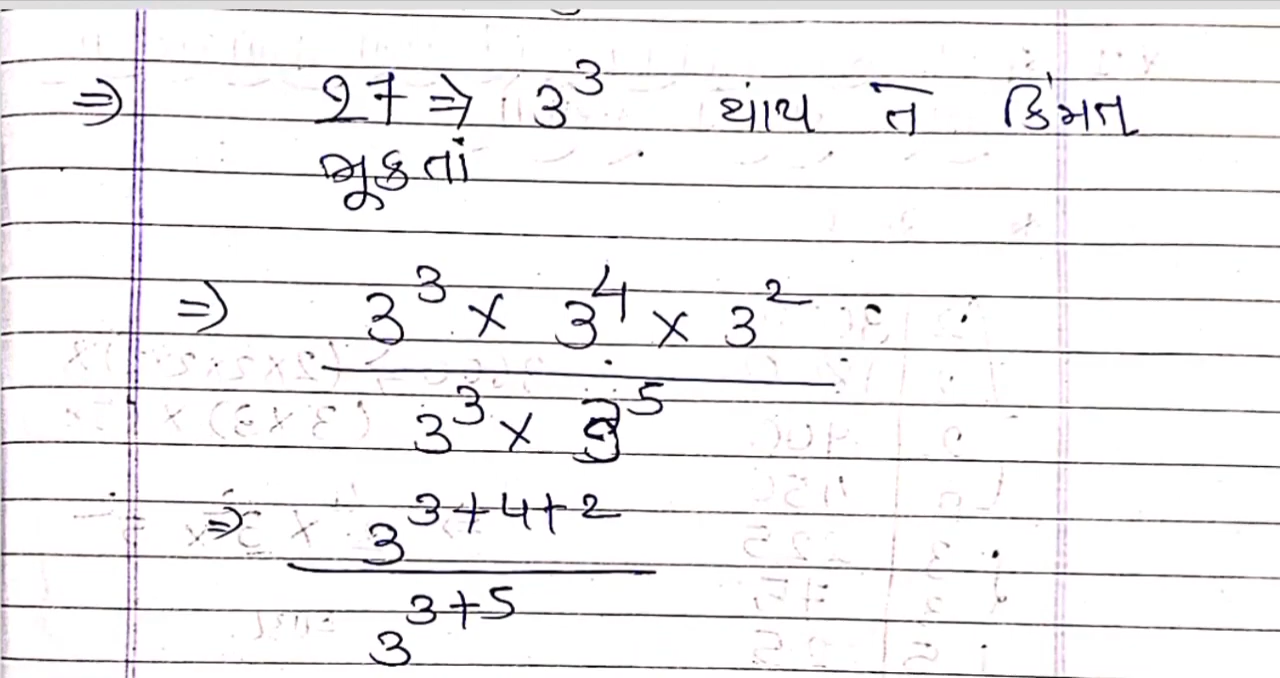 ⇒ 27 ⇒ 3³ થાય તે કિંમત
મૂકતાં
⇒ 3³ × 3⁴ × 3²
3³ × 3⁵
⇒ 3³⁺⁴⁺²
3³⁺⁵